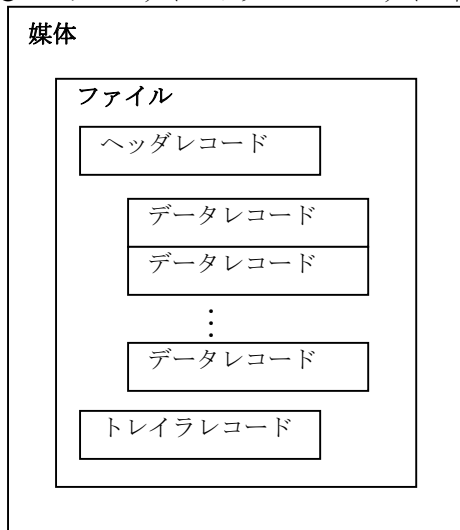 媒体
ファイル
ヘッダレコード
データレコード
データレコード
⋮
データレコード
トレイラレコード